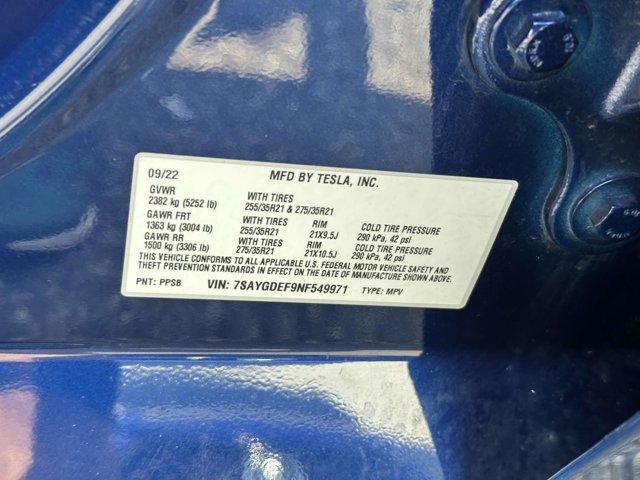 09/22 MFD BY TESLA, INC.
GVWR
2382 kg (5252 lb) WITH TIRES 255/35R21 & 275/35R21
GAWR FRT
1363 kg (3004 lb) WITH TIRES 255/35R21 RIM 21X9.5J COLD TIRE PRESSURE 290 kPa, 42 psi
GAWR RR
1500 kg (3306 lb) WITH TIRES 275/35R21 RIM 21X10.5J COLD TIRE PRESSURE 290 kPa, 42 psi
THIS VEHICLE CONFORMS TO ALL APPLICABLE U.S. FEDERAL MOTOR VEHICLE SAFETY AND
THEFT PREVENTION STANDARDS IN EFFECT ON THE DATE OF MANUFACTURE SHOWN ABOVE.
PNT: PPSB VIN: 7SAYGDEF9NF549971 TYPE: MPV